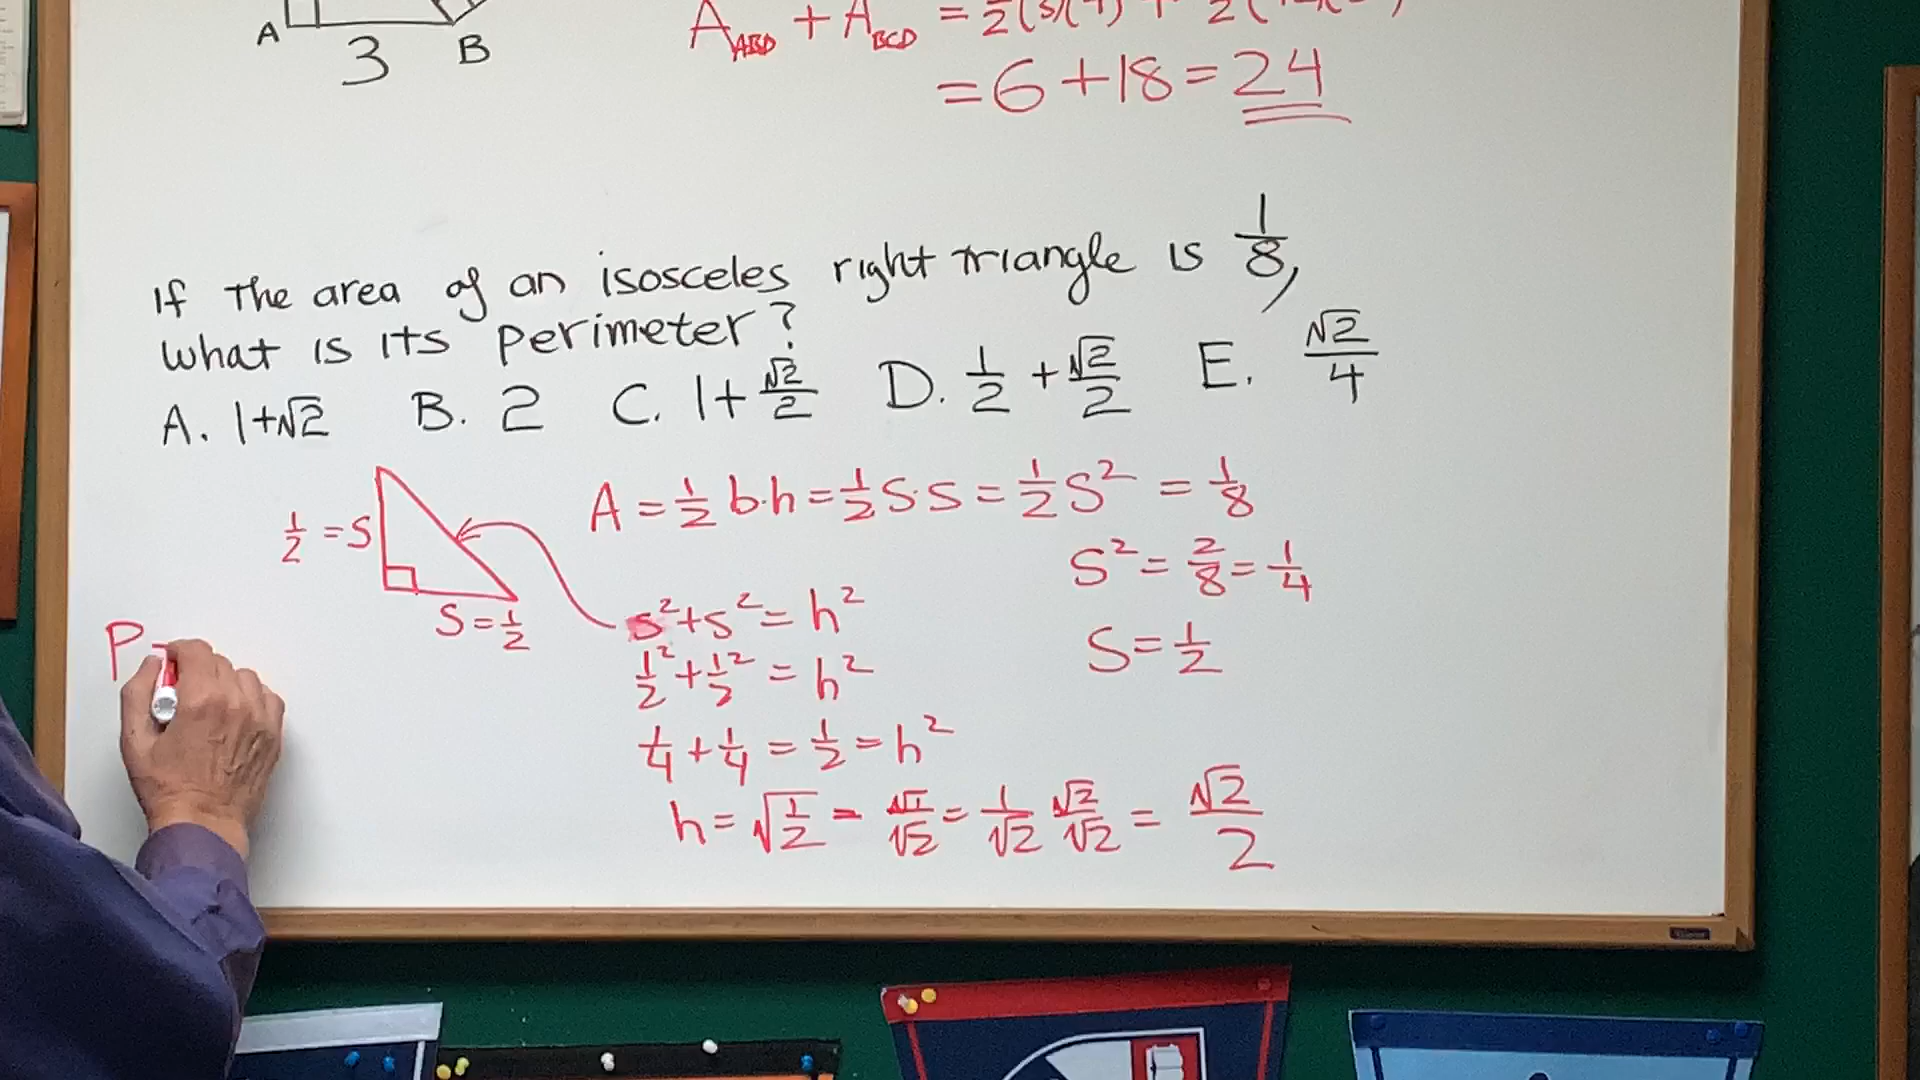 A 3 B
A_ABD + A_BCD = 1/2
= 6 + 18 = 24
If the area of an isosceles right triangle is 1/8,
what is its perimeter?
A. 1+√2 B. 2 C. 1+ √2/2 D. 1/2 + √2/2 E. √2/4
1/2 = S
S = 1/2
A = 1/2 b·h = 1/2 S·S = 1/2 S² = 1/8
S² = 2/8 = 1/4
S = 1/2
s² + s² = h²
1/2² + 1/2² = h²
1/4 + 1/4 = 1/2 = h²
h = √1/2 = √1/√2 = 1/√2 √2/√2 = √2/2
P